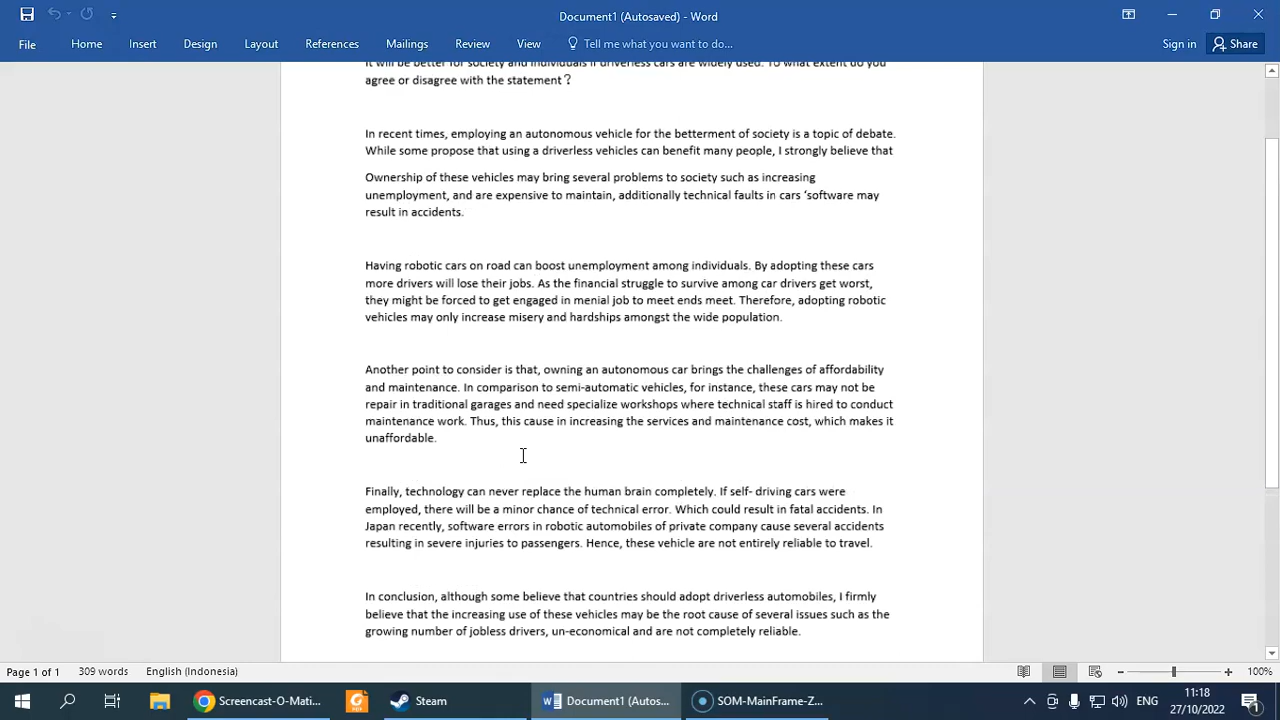 Document1 (Autosaved) - Word
File Home Insert Design Layout References Mailings Review View Tell me what you want to do... Sign in Share
It will be better for society and individuals if driverless cars are widely used. To what extent do you
agree or disagree with the statement？
In recent times, employing an autonomous vehicle for the betterment of society is a topic of debate.
While some propose that using a driverless vehicles can benefit many people, I strongly believe that
Ownership of these vehicles may bring several problems to society such as increasing
unemployment, and are expensive to maintain, additionally technical faults in cars ‘software may
result in accidents.
Having robotic cars on road can boost unemployment among individuals. By adopting these cars
more drivers will lose their jobs. As the financial struggle to survive among car drivers get worst,
they might be forced to get engaged in menial job to meet ends meet. Therefore, adopting robotic
vehicles may only increase misery and hardships amongst the wide population.
Another point to consider is that, owning an autonomous car brings the challenges of affordability
and maintenance. In comparison to semi-automatic vehicles, for instance, these cars may not be
repair in traditional garages and need specialize workshops where technical staff is hired to conduct
maintenance work. Thus, this cause in increasing the services and maintenance cost, which makes it
unaffordable.
Finally, technology can never replace the human brain completely. If self- driving cars were
employed, there will be a minor chance of technical error. Which could result in fatal accidents. In
Japan recently, software errors in robotic automobiles of private company cause several accidents
resulting in severe injuries to passengers. Hence, these vehicle are not entirely reliable to travel.
In conclusion, although some believe that countries should adopt driverless automobiles, I firmly
believe that the increasing use of these vehicles may be the root cause of several issues such as the
growing number of jobless drivers, un-economical and are not completely reliable.
Page 1 of 1 309 words English (Indonesia) 100%
Screencast-O-Mati... Steam Document1 (Autos... SOM-MainFrame-Z... ENG 11:18
27/10/2022